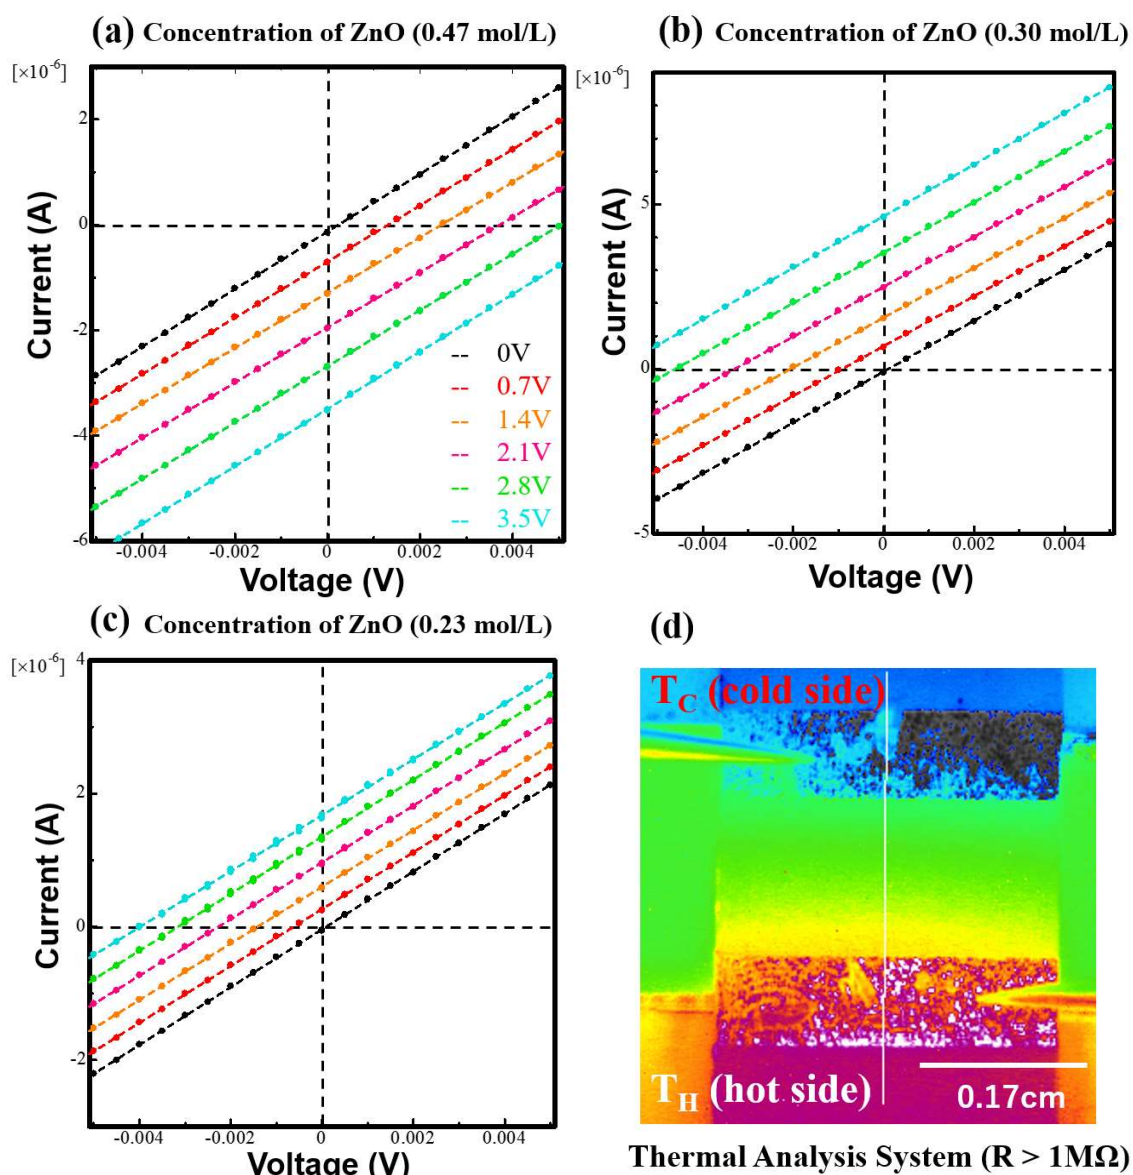 (a) Concentration of ZnO (0.47 mol/L)
[×10⁻⁶]
2
0
-2
-4
-6
Current (A)
-0.004 -0.002 0 0.002 0.004
Voltage (V)
-- 0V
-- 0.7V
-- 1.4V
-- 2.1V
-- 2.8V
-- 3.5V
(b) Concentration of ZnO (0.30 mol/L)
[×10⁻⁶]
5
0
-5
Current (A)
-0.004 -0.002 0 0.002 0.004
Voltage (V)
(c) Concentration of ZnO (0.23 mol/L)
[×10⁻⁶]
4
2
0
-2
Current (A)
-0.004 -0.002 0 0.002 0.004
Voltage (V)
(d)
T_C (cold side)
T_H (hot side)
0.17cm
Thermal Analysis System (R > 1MΩ)